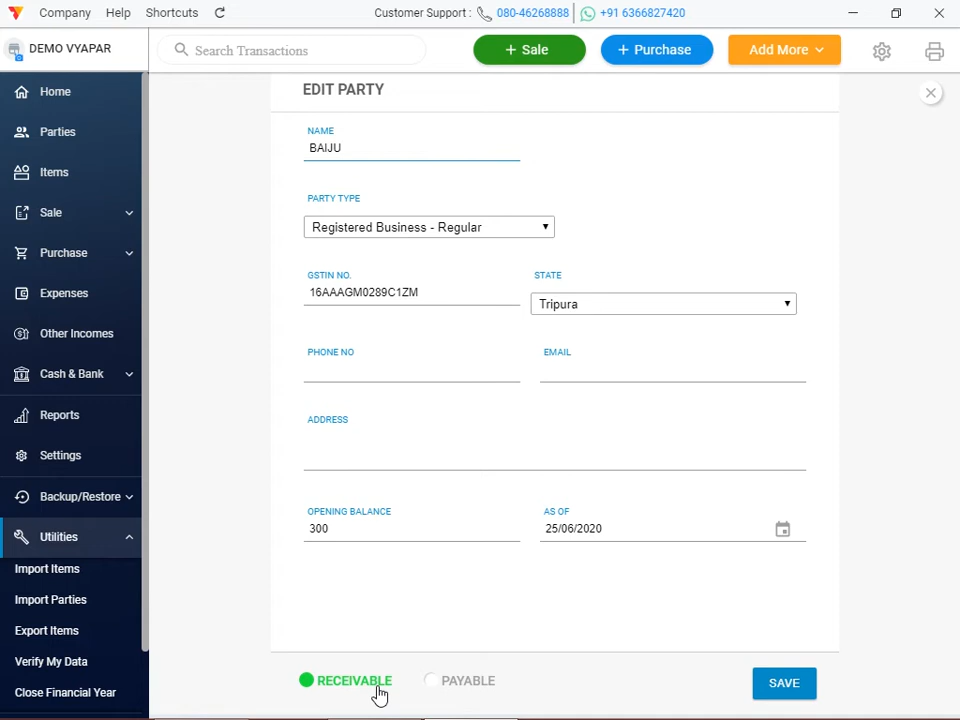 Company Help Shortcuts Customer Support : 080-46268888 +91 6366827420
DEMO VYAPAR Search Transactions + Sale + Purchase Add More
Home
Parties
Items
Sale
Purchase
Expenses
Other Incomes
Cash & Bank
Reports
Settings
Backup/Restore
Utilities
Import Items
Import Parties
Export Items
Verify My Data
Close Financial Year
EDIT PARTY
NAME
BAIJU
PARTY TYPE
Registered Business - Regular
GSTIN NO. STATE
16AAAGM0289C1ZM Tripura
PHONE NO EMAIL
ADDRESS
OPENING BALANCE AS OF
300 25/06/2020
RECEIVABLE PAYABLE SAVE